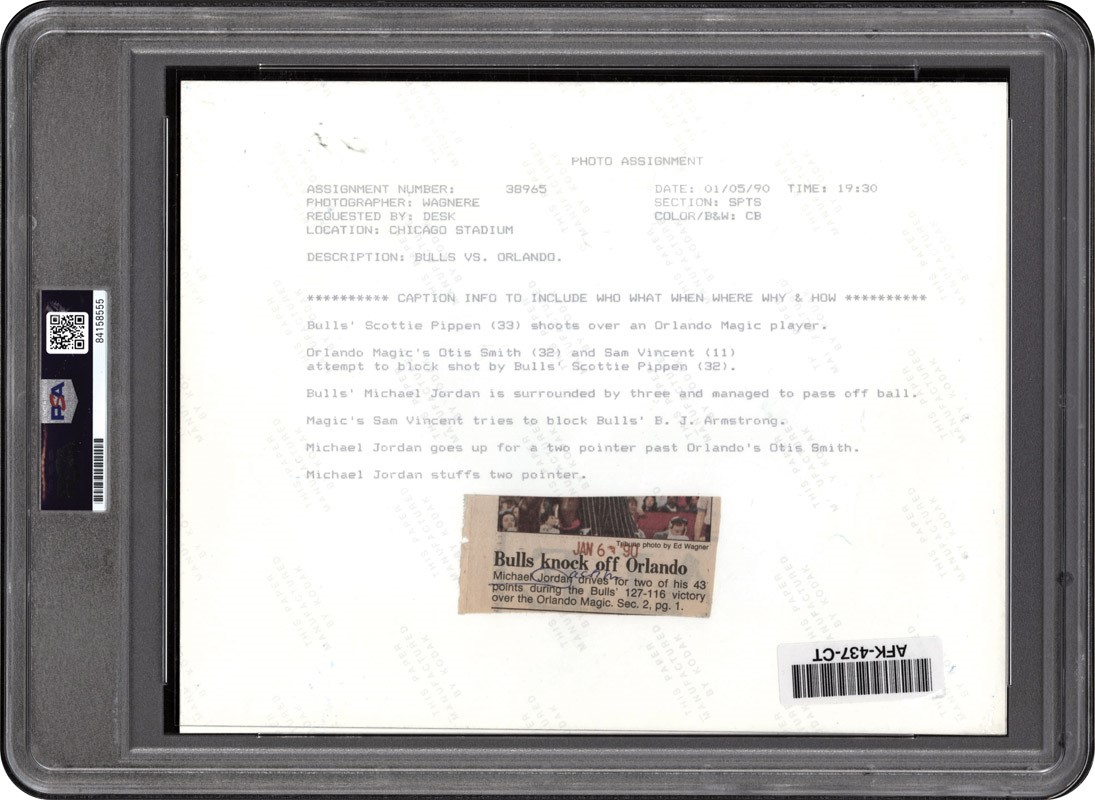 PHOTO ASSIGNMENT
ASSIGNMENT NUMBER: 38965 DATE: 01/05/90 TIME: 19:30
PHOTOGRAPHER: WAGNERE SECTION: SPTS
REQUESTED BY: DESK COLOR/B&W: CB
LOCATION: CHICAGO STADIUM
DESCRIPTION: BULLS VS. ORLANDO.
********** CAPTION INFO TO INCLUDE WHO WHAT WHEN WHERE WHY & HOW **********
Bulls' Scottie Pippen (33) shoots over an Orlando Magic player.
Orlando Magic's Otis Smith (32) and Sam Vincent (11)
attempt to block shot by Bulls' Scottie Pippen (32).
Bulls' Michael Jordan is surrounded by three and managed to pass off ball.
Magic's Sam Vincent tries to block Bulls' B. J. Armstrong.
Michael Jordan goes up for a two pointer past Orlando's Otis Smith.
Michael Jordan stuffs two pointer.
Tribune photo by Ed Wagner
JAN 6 - '90
Bulls knock off Orlando
Michael Jordan drives for two of his 43
points during the Bulls' 127-116 victory
over the Orlando Magic. Sec. 2, pg. 1.
AFK-437-CT
84158555
PSA
THIS PAPER
MANUFACTURED
BY KODAK